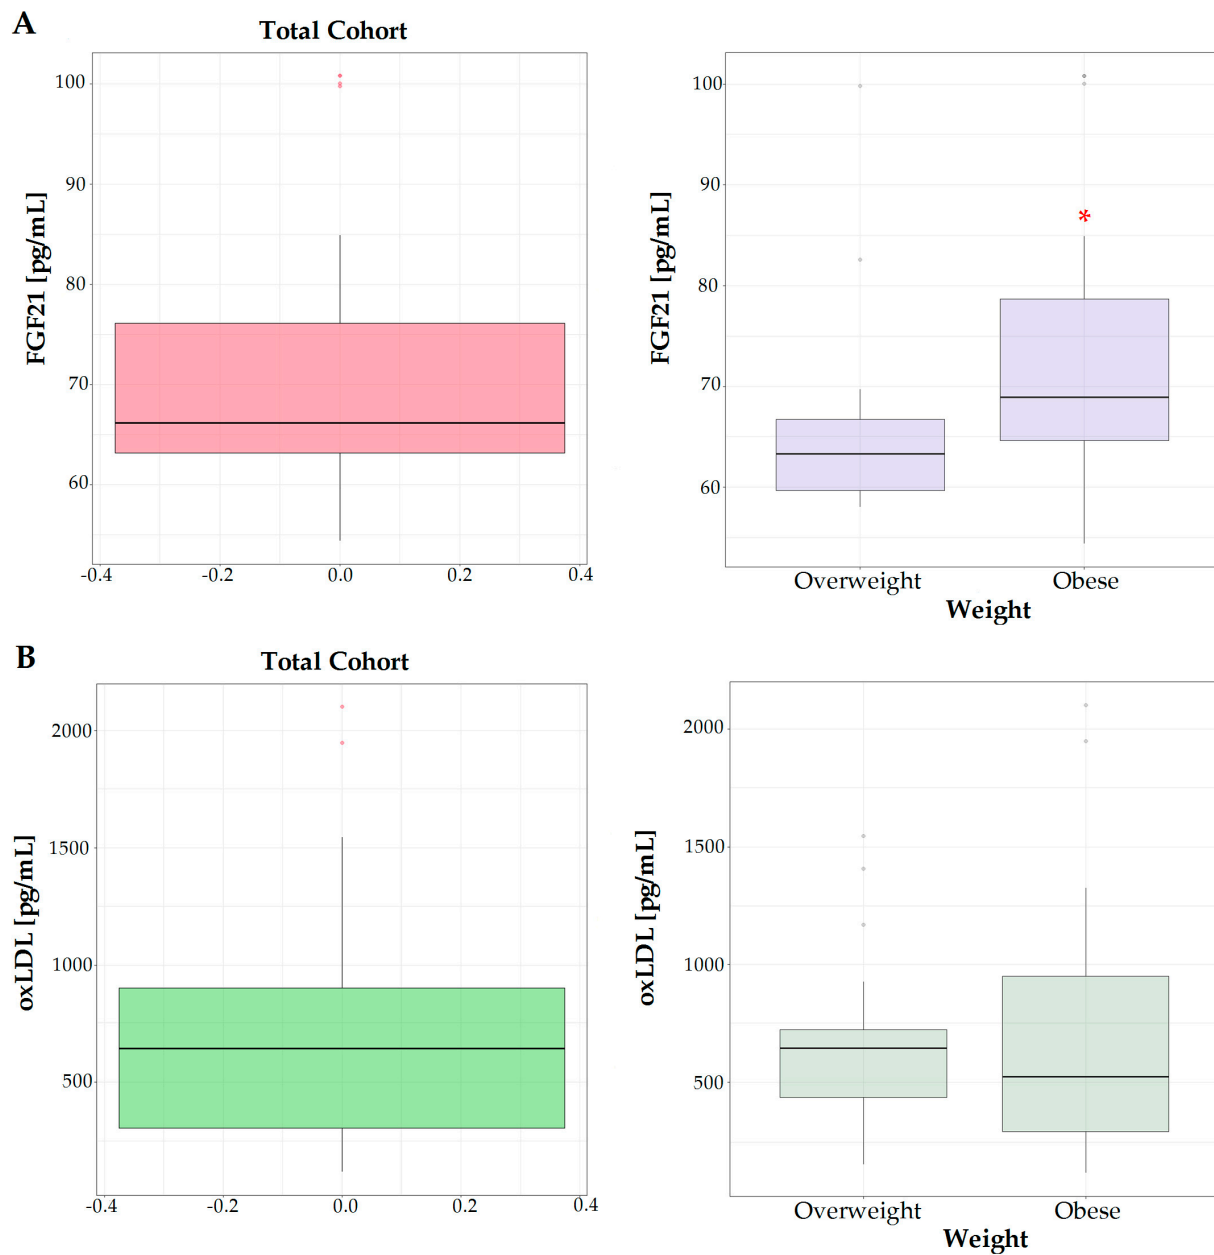 A
Total Cohort
FGF21 [pg/mL]
100
90
80
70
60
-0.4 -0.2 0.0 0.2 0.4
FGF21 [pg/mL]
100
90
80
70
60
*
Overweight Obese
Weight
B
Total Cohort
oxLDL [pg/mL]
2000
1500
1000
500
-0.4 -0.2 0.0 0.2 0.4
oxLDL [pg/mL]
2000
1500
1000
500
Overweight Obese
Weight